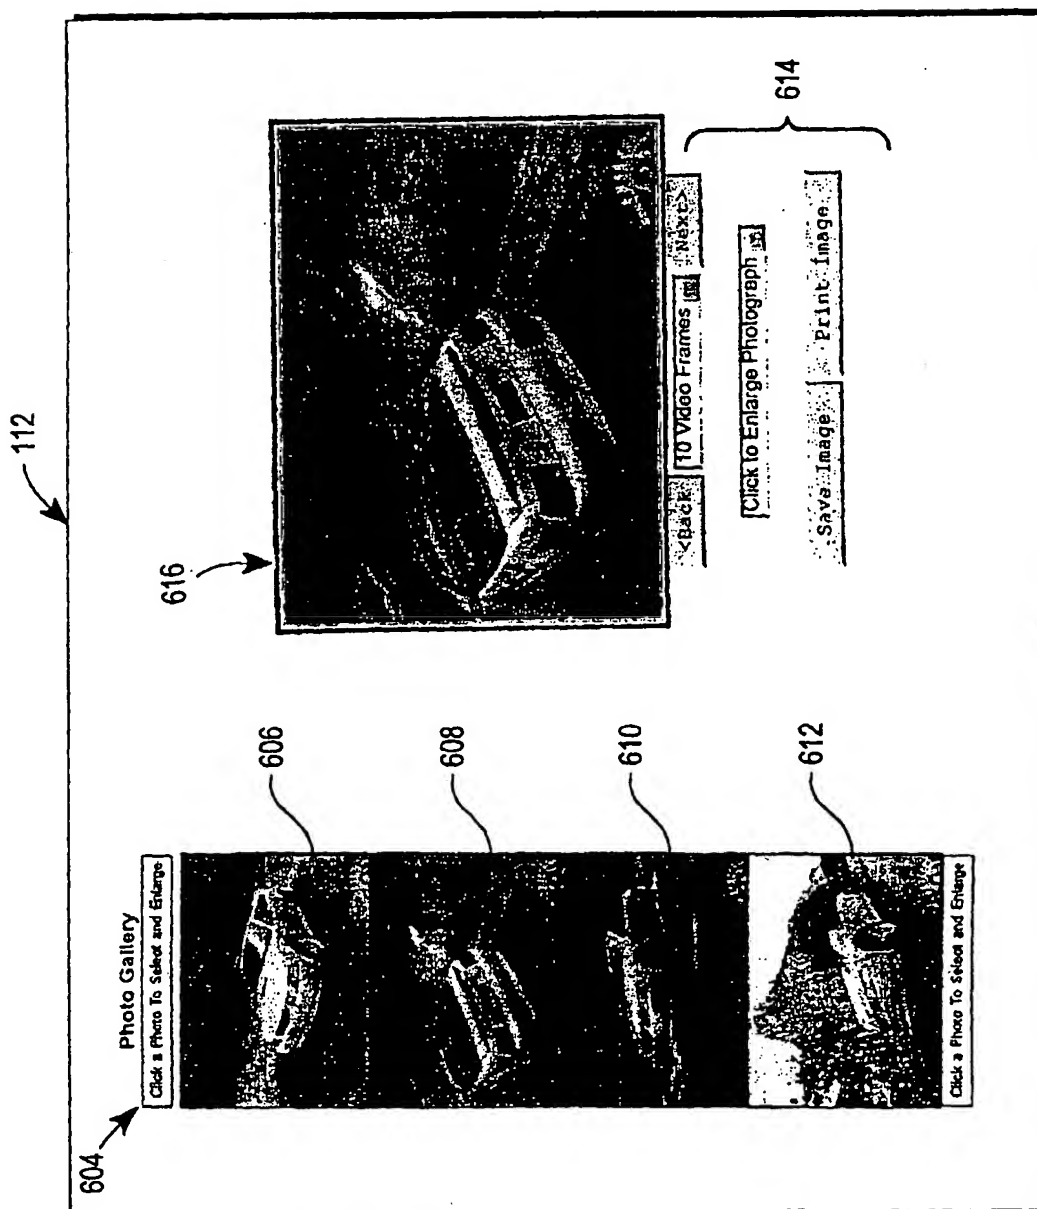 112
604
Photo Gallery
Click a Photo To Select and Enlarge
606
608
610
612
Click a Photo To Select and Enlarge
616
<Back
10 Video Frames
Next>
Click to Enlarge Photograph
Save Image
Print Image
614